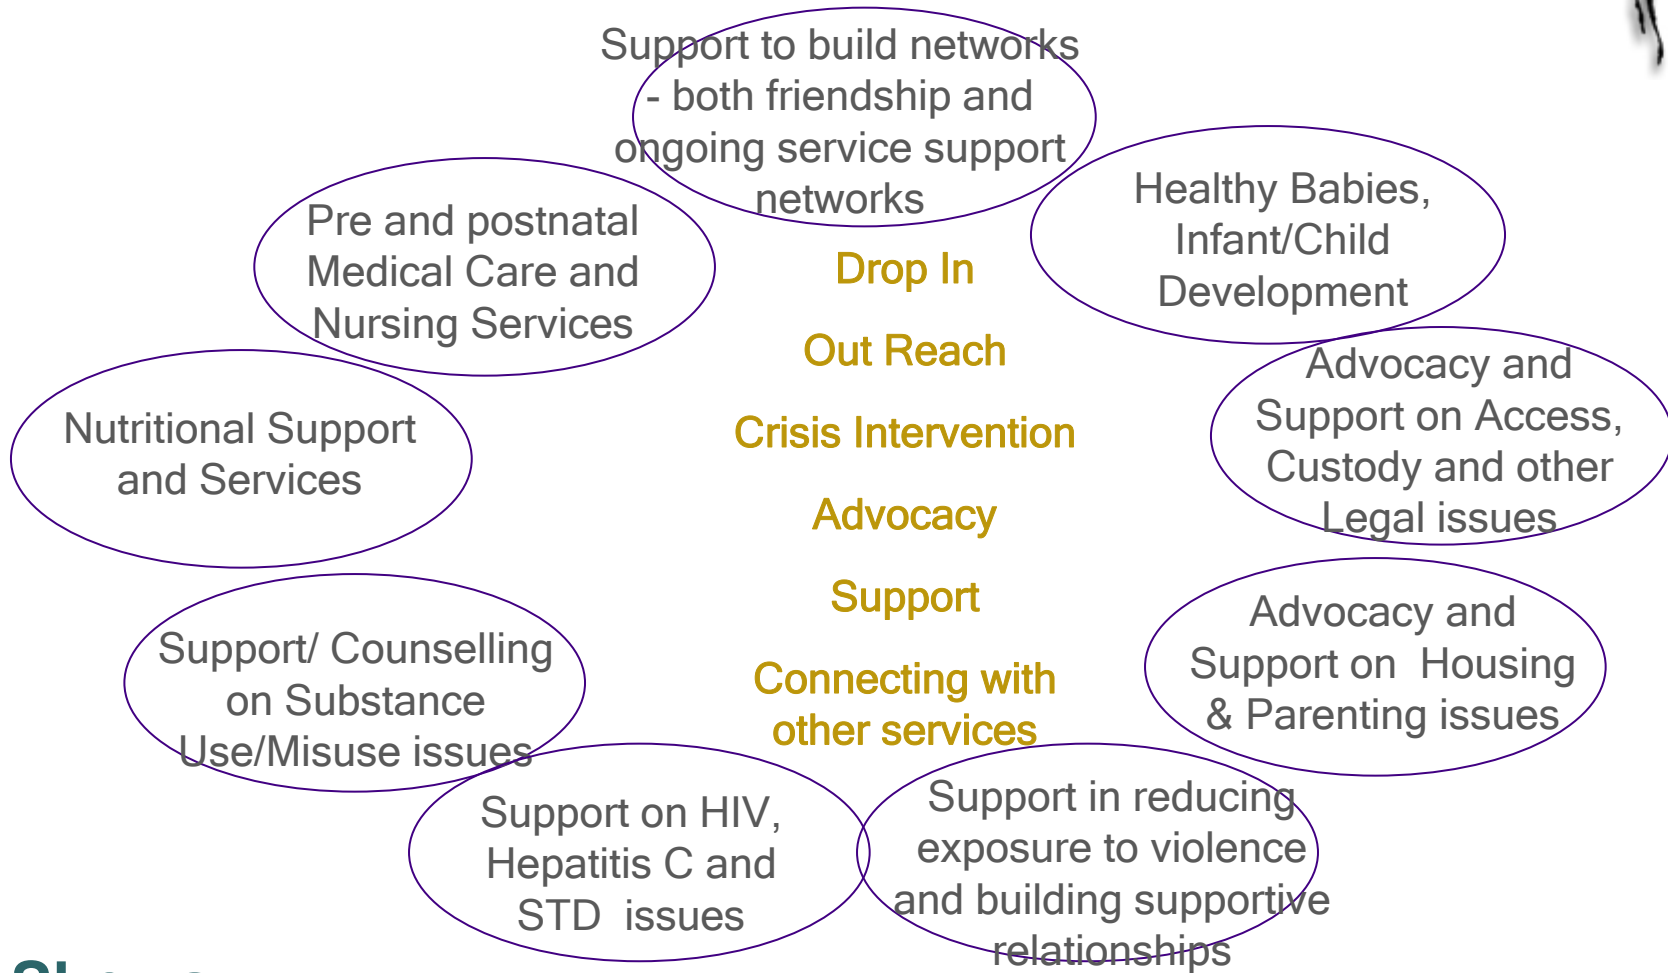 Support to build networks
- both friendship and
ongoing service support
networks
Healthy Babies,
Infant/Child
Development
Pre and postnatal
Medical Care and
Nursing Services
Drop In
Out Reach
Crisis Intervention
Advocacy
Support
Connecting with
other services
Advocacy and
Support on Access,
Custody and other
Legal issues
Nutritional Support
and Services
Advocacy and
Support on  Housing
& Parenting issues
Support/ Counselling
on Substance
Use/Misuse issues
Support on HIV,
Hepatitis C and
STD  issues
Support in reducing
exposure to violence
and building supportive
relationships